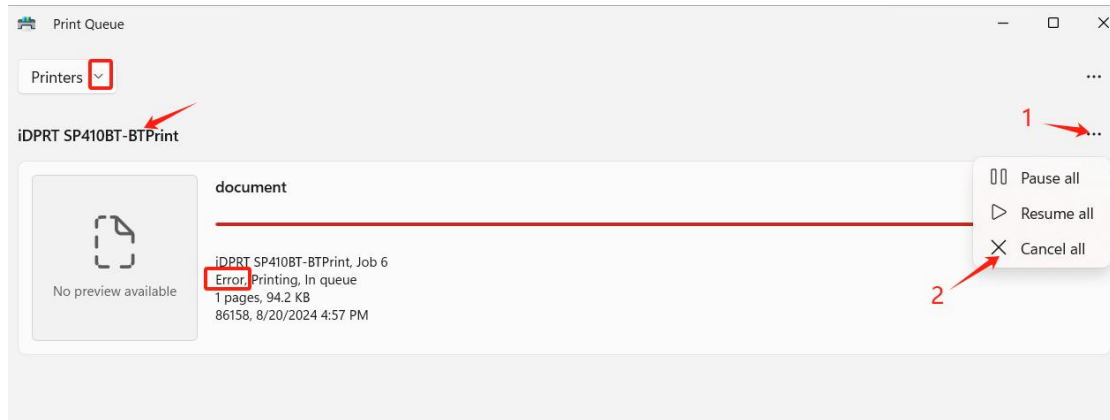 Print Queue
Printers
...
iDPRT SP410BT-BTPrint
1
...
Pause all
document
Resume all
Cancel all
iDPRT SP410BT-BTPrint, Job 6
Error, Printing, In queue
No preview available
1 pages, 94.2 KB
2
86158, 8/20/2024 4:57 PM